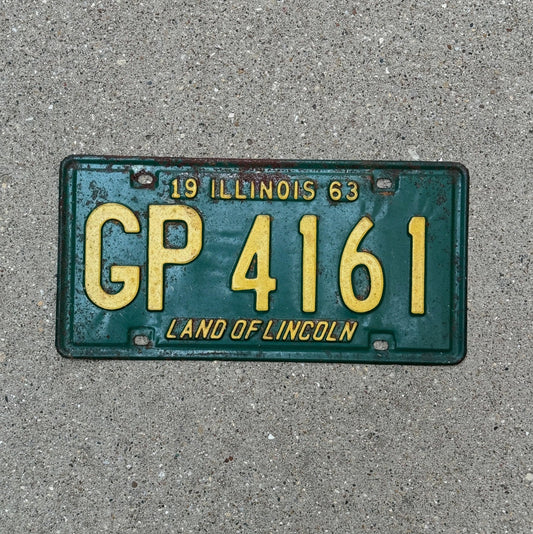 19 ILLINOIS 63
GP 4161
LAND OF LINCOLN